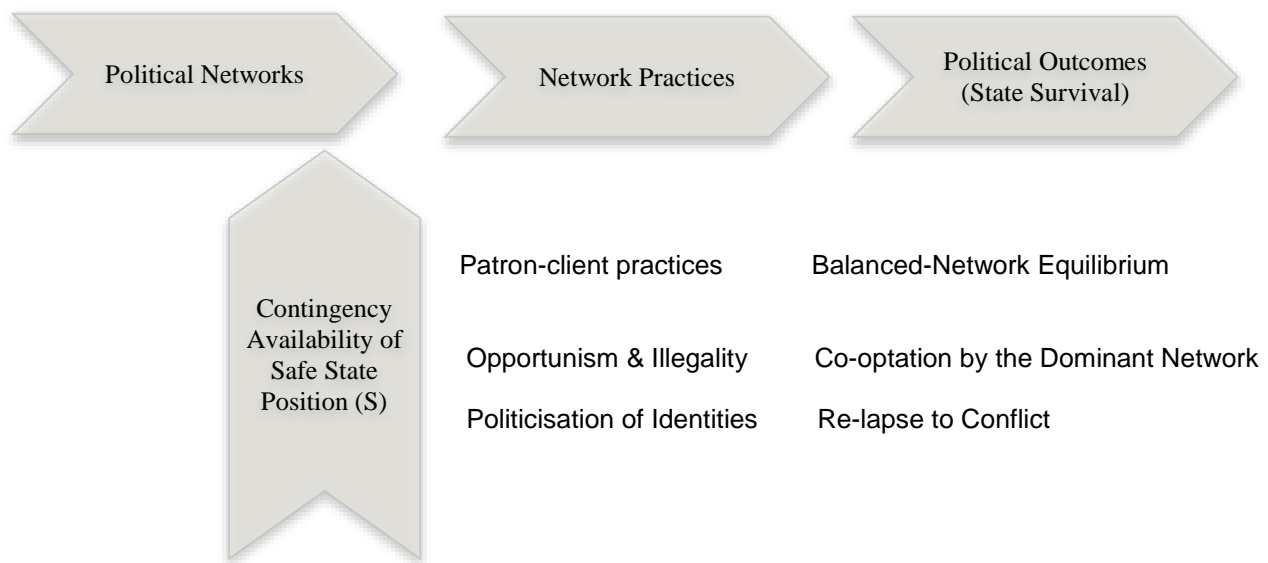 Political Networks
Network Practices
Political Outcomes
(State Survival)
Contingency
Availability of
Safe State
Position (S)
Patron-client practices
Balanced-Network Equilibrium
Opportunism & Illegality
Co-optation by the Dominant Network
Politicisation of Identities
Re-lapse to Conflict